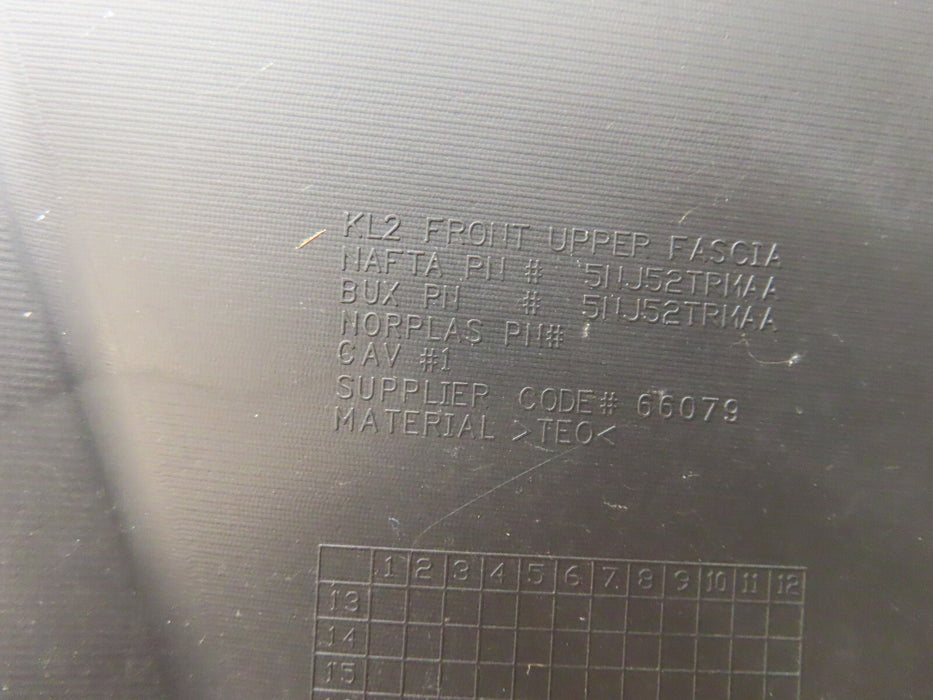 KL2 FRONT UPPER FASCIA
NAFTA PN # 5NJ52TRMAA
BUX PN # 5NJ52TRMAA
NORPLAS PN#
CAV #1
SUPPLIER CODE# 66079
MATERIAL >TEO<
1 2 3 4 5 6 7 8 9 10 11 12
13
14
15